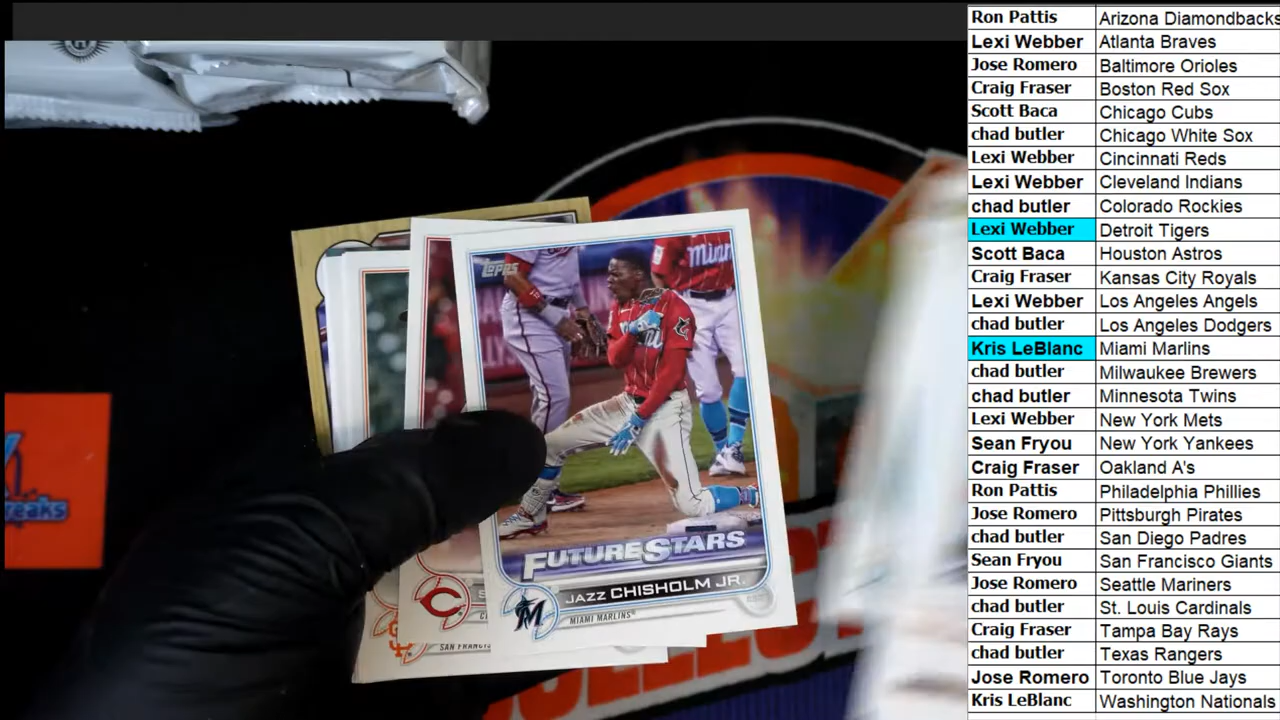 Ron Pattis Arizona Diamondbacks
Lexi Webber Atlanta Braves
Jose Romero Baltimore Orioles
Craig Fraser Boston Red Sox
Scott Baca Chicago Cubs
chad butler Chicago White Sox
Lexi Webber Cincinnati Reds
Lexi Webber Cleveland Indians
chad butler Colorado Rockies
Lexi Webber Detroit Tigers
Scott Baca Houston Astros
Craig Fraser Kansas City Royals
Lexi Webber Los Angeles Angels
chad butler Los Angeles Dodgers
Kris LeBlanc Miami Marlins
chad butler Milwaukee Brewers
chad butler Minnesota Twins
Lexi Webber New York Mets
Sean Fryou New York Yankees
Craig Fraser Oakland A's
Ron Pattis Philadelphia Phillies
Jose Romero Pittsburgh Pirates
chad butler San Diego Padres
Sean Fryou San Francisco Giants
Jose Romero Seattle Mariners
chad butler St. Louis Cardinals
Craig Fraser Tampa Bay Rays
chad butler Texas Rangers
Jose Romero Toronto Blue Jays
Kris LeBlanc Washington Nationals
Topps
FUTURE STARS
JAZZ CHISHOLM JR.
MIAMI MARLINS